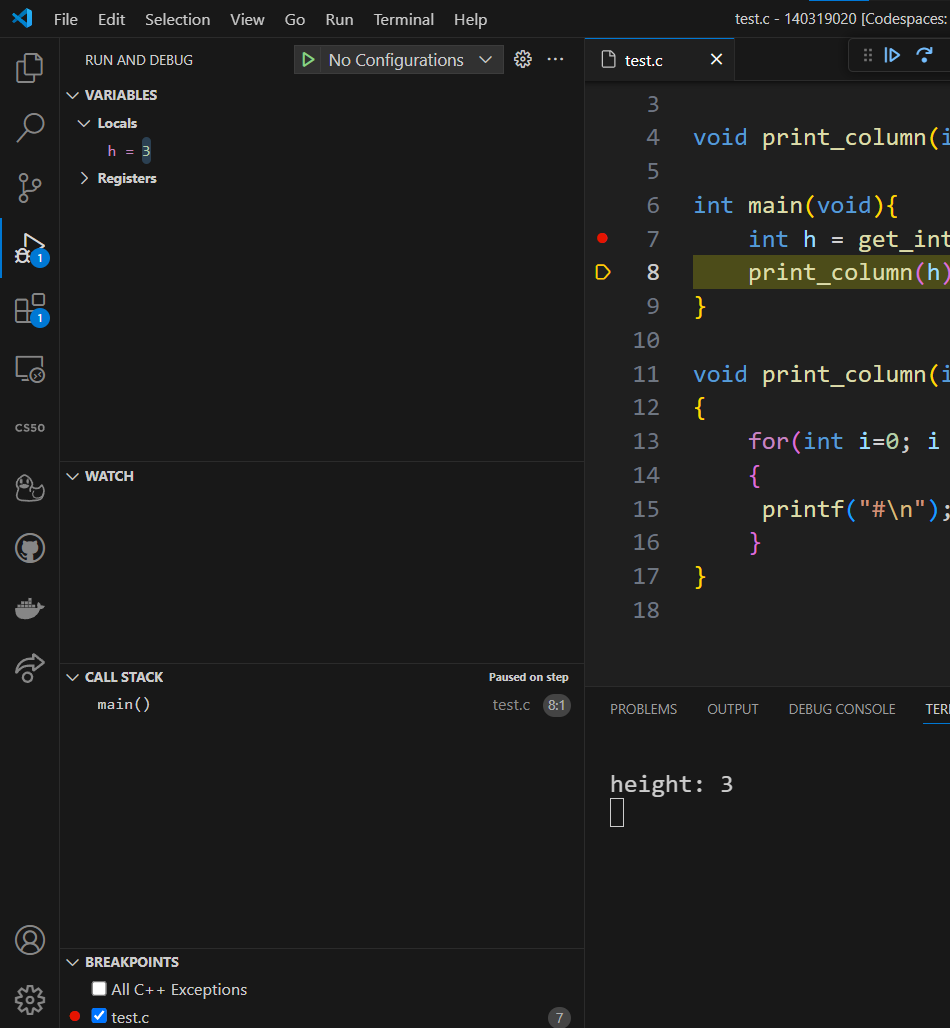 File Edit Selection View Go Run Terminal Help
test.c - 140319020 [Codespaces:
RUN AND DEBUG
No Configurations
VARIABLES
Locals
h = 3
Registers
1
1
CS50
WATCH
CALL STACK
Paused on step
main()
test.c 8:1
BREAKPOINTS
All C++ Exceptions
test.c
7
test.c
3
4 void print_column(i
5
6 int main(void){
7 int h = get_int
8 print_column(h)
9 }
10
11 void print_column(i
12 {
13 for(int i=0; i
14 {
15 printf("#\n");
16 }
17 }
18
PROBLEMS OUTPUT DEBUG CONSOLE TER
height: 3